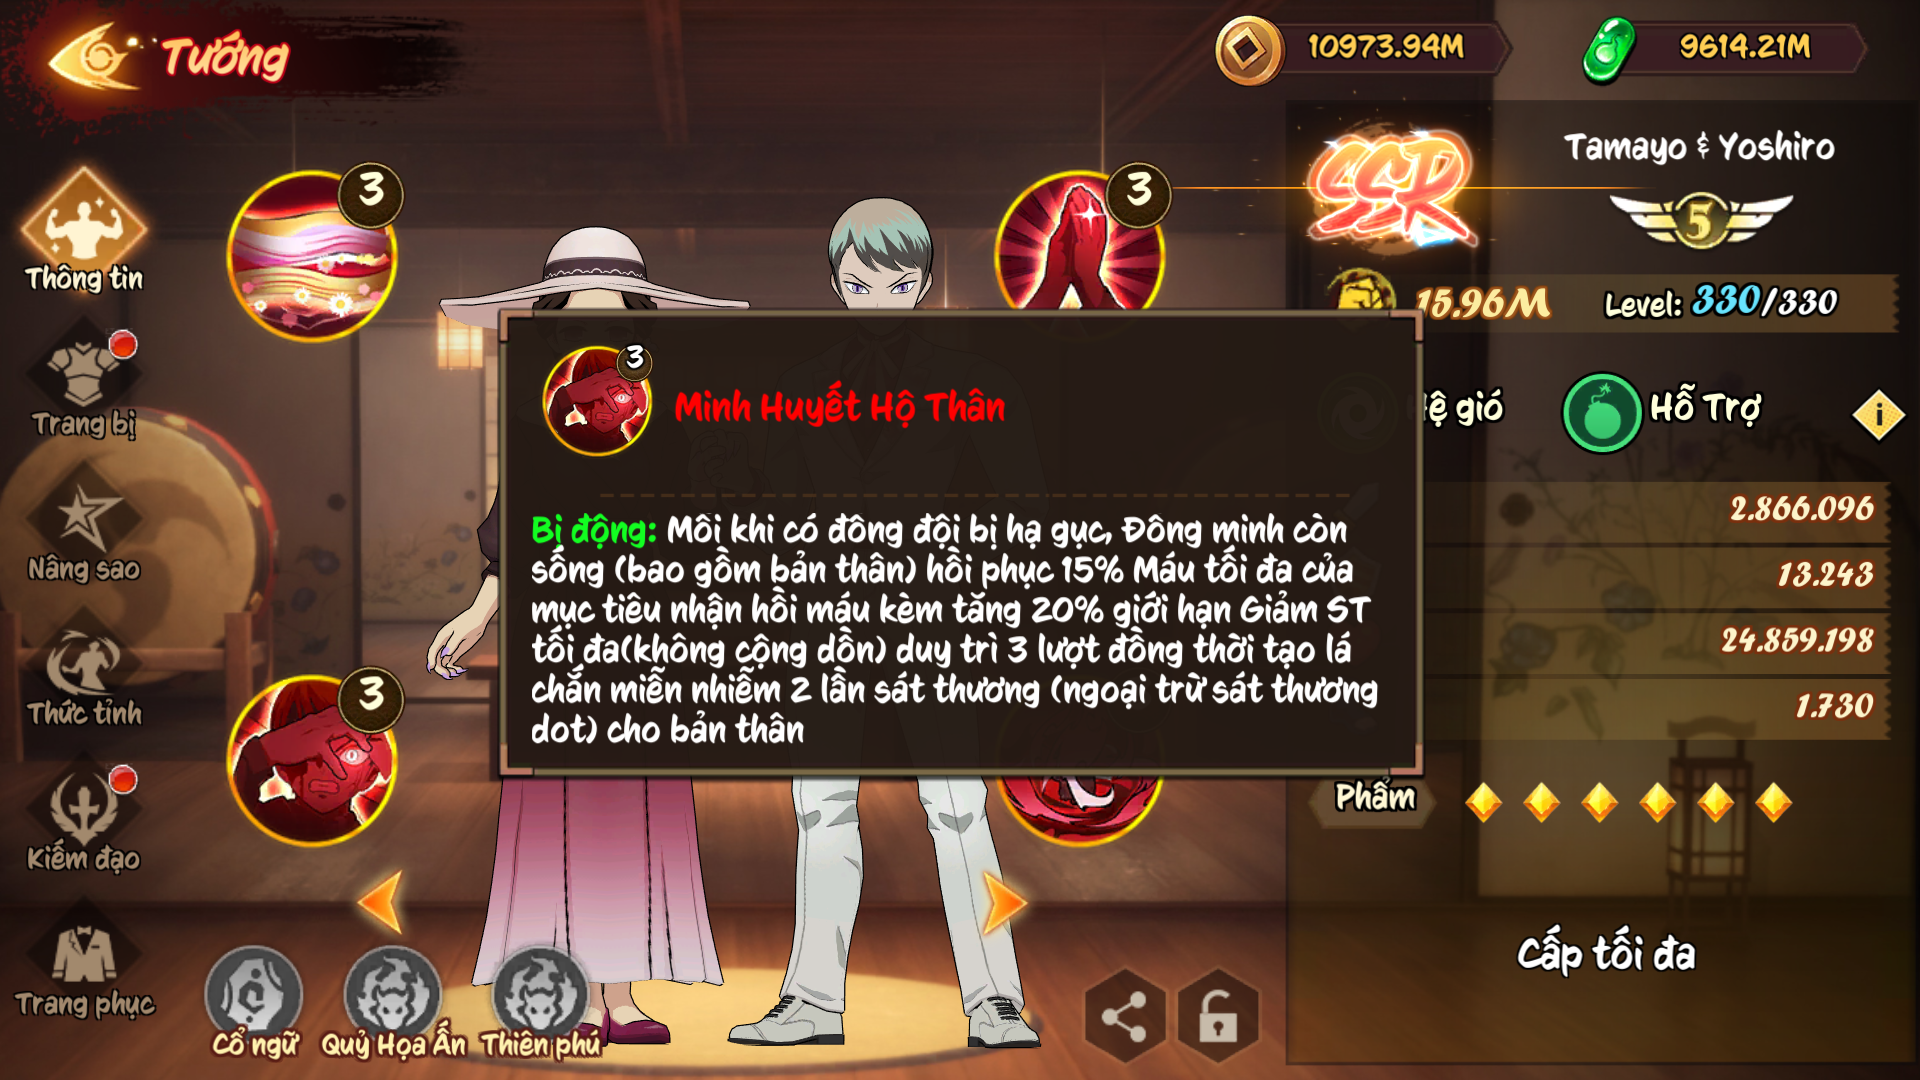 Tướng
10973.94M
9614.21M
SSR
Tamayo & Yoshiro
5
15.96M
Level: 330/330
Thông tin
3
3
Trang bị
3
Minh Huyết Hộ Thân
ệ gió
Hỗ Trợ
i
Bị động: Môi khi có đông đội bị hạ gục, Đông minh còn
sống (bao gồm bản thân) hồi phục 15% Máu tối đa của
mục tiêu nhận hồi máu kèm tăng 20% giới hạn Giảm ST
tối đa(không cộng dồn) duy trì 3 lượt đồng thời tạo lá
chắn miễn nhiễm 2 lần sát thương (ngoại trừ sát thương
dot) cho bản thân
2.866.096
13.243
24.859.198
1.730
Nâng sao
3
Thức tỉnh
Phẩm
Kiếm đạo
Cấp tối đa
Trang phục
Cổ ngữ
Quỷ Họa Ấn
Thiên phú